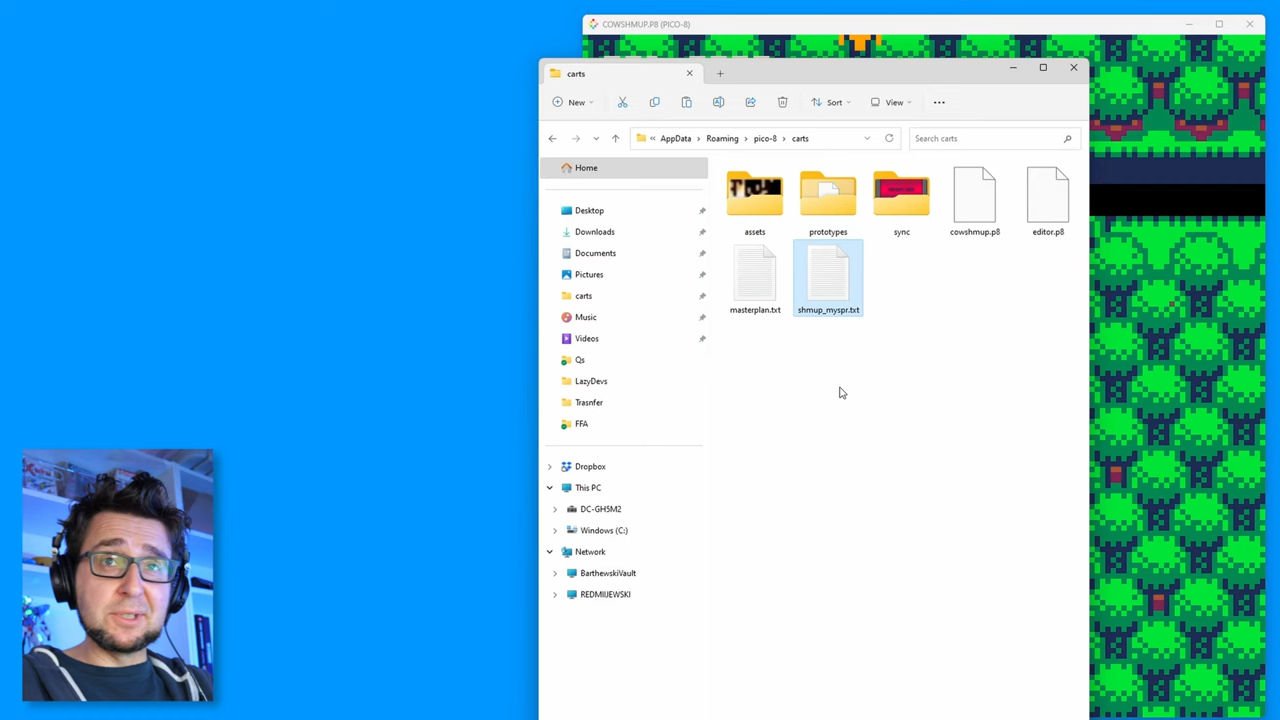 COWSHMUP.P8 (PICO-8)
carts
New
Sort
View
« AppData > Roaming > pico-8 > carts
Search carts
Home
Desktop
Downloads
Documents
Pictures
carts
Music
Videos
Qs
LazyDevs
Trasnfer
FFA
Dropbox
This PC
DC-GH5M2
Windows (C:)
Network
BarthewskiVault
REDMIIJEWSKI
assets
prototypes
sync
cowshmup.p8
editor.p8
masterplan.txt
shmup_myspr.txt